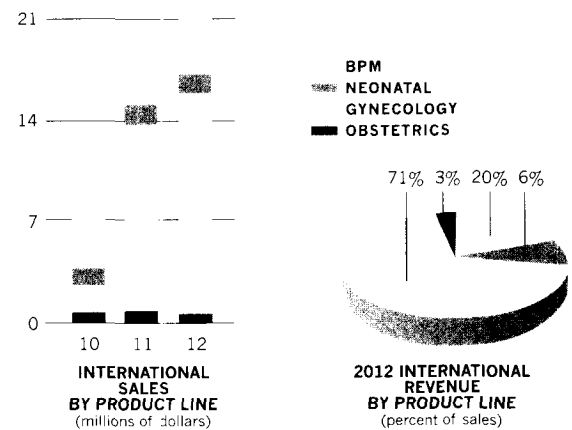 21
14
7
0
10 11 12
INTERNATIONAL
SALES
BY PRODUCT LINE
(millions of dollars)
BPM
NEONATAL
GYNECOLOGY
OBSTETRICS
71% 3% 20% 6%
2012 INTERNATIONAL
REVENUE
BY PRODUCT LINE
(percent of sales)